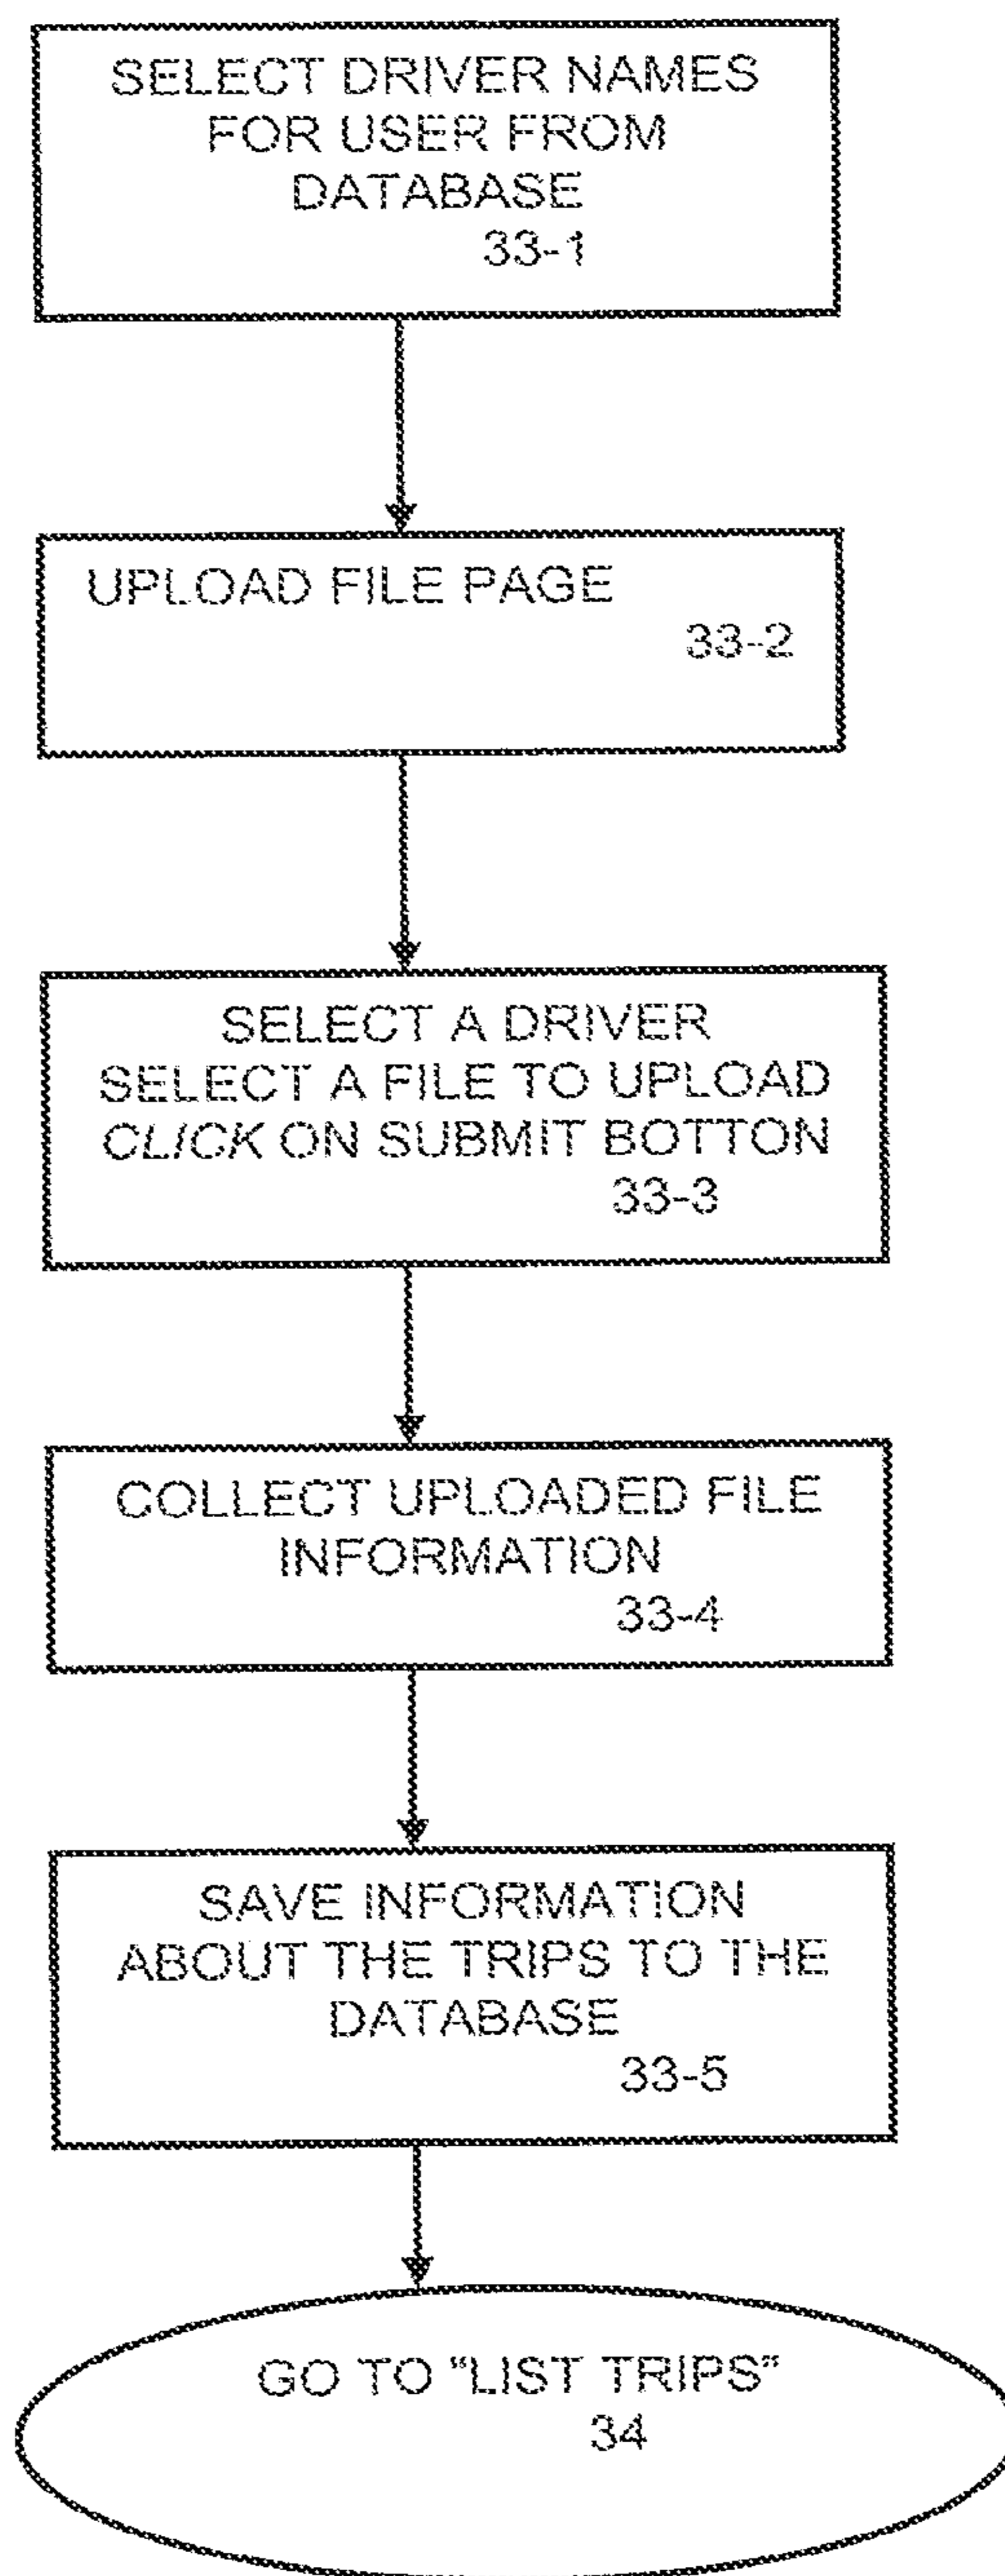 SELECT DRIVER NAMES
FOR USER FROM
DATABASE
33-1
UPLOAD FILE PAGE
33-2
SELECT A DRIVER
SELECT A FILE TO UPLOAD
CLICK ON SUBMIT BOTTON
33-3
COLLECT UPLOADED FILE
INFORMATION
33-4
SAVE INFORMATION
ABOUT THE TRIPS TO THE
DATABASE
33-5
GO TO "LIST TRIPS"
34